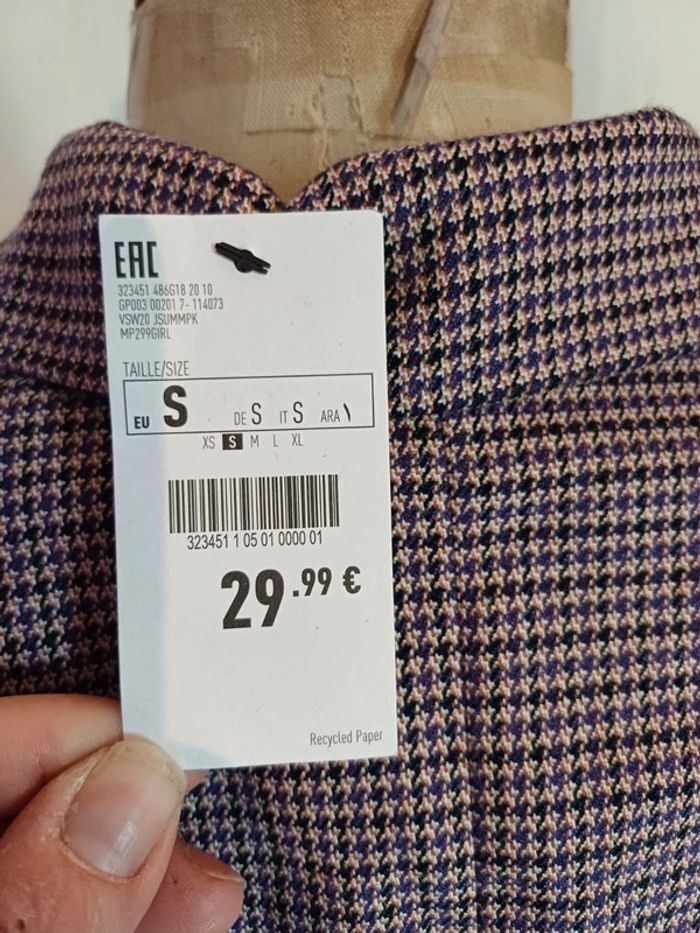 EAC
323451 486G18 20 10
GP003 00201 7- 114073
VSW20 JSUMMPK
MP299GIRL
TAILLE/SIZE
EU S DE S IT S ARA \
XS S M L XL
323451 1 05 01 0000 01
29.99 €
Recycled Paper